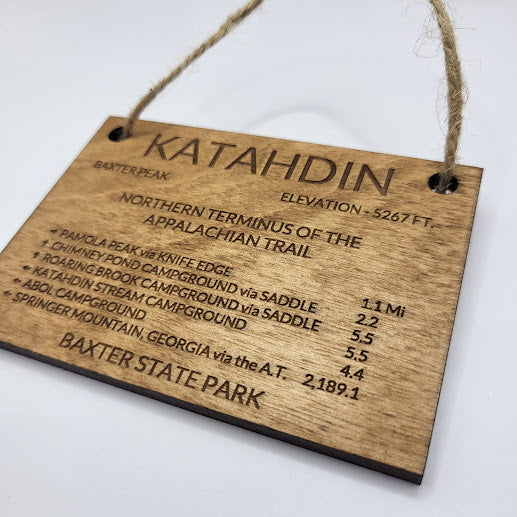 KATAHDIN
BAXTER PEAK ELEVATION - 5267 FT.
NORTHERN TERMINUS OF THE
APPALACHIAN TRAIL
PAMOLA PEAK via KNIFE EDGE 1.1 Mi
CHIMNEY POND CAMPGROUND via SADDLE 2.2
ROARING BROOK CAMPGROUND via SADDLE 5.5
KATAHDIN STREAM CAMPGROUND 5.5
ABOL CAMPGROUND 4.4
SPRINGER MOUNTAIN, GEORGIA via the A.T. 2,189.1
BAXTER STATE PARK